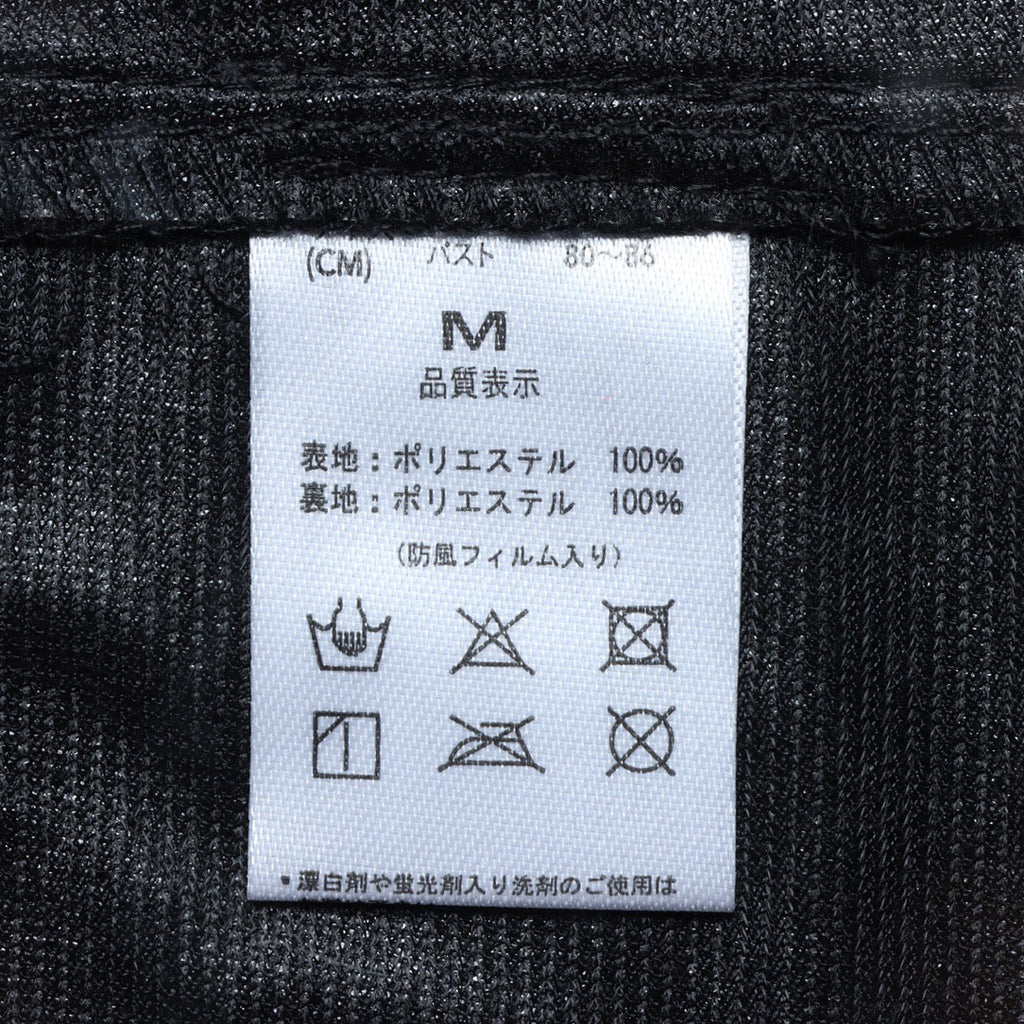 (CM) バスト 80～86
M
品質表示
表地：ポリエステル 100%
裏地：ポリエステル 100%
（防風フィルム入り）
*漂白剤や蛍光剤入り洗剤のご使用は